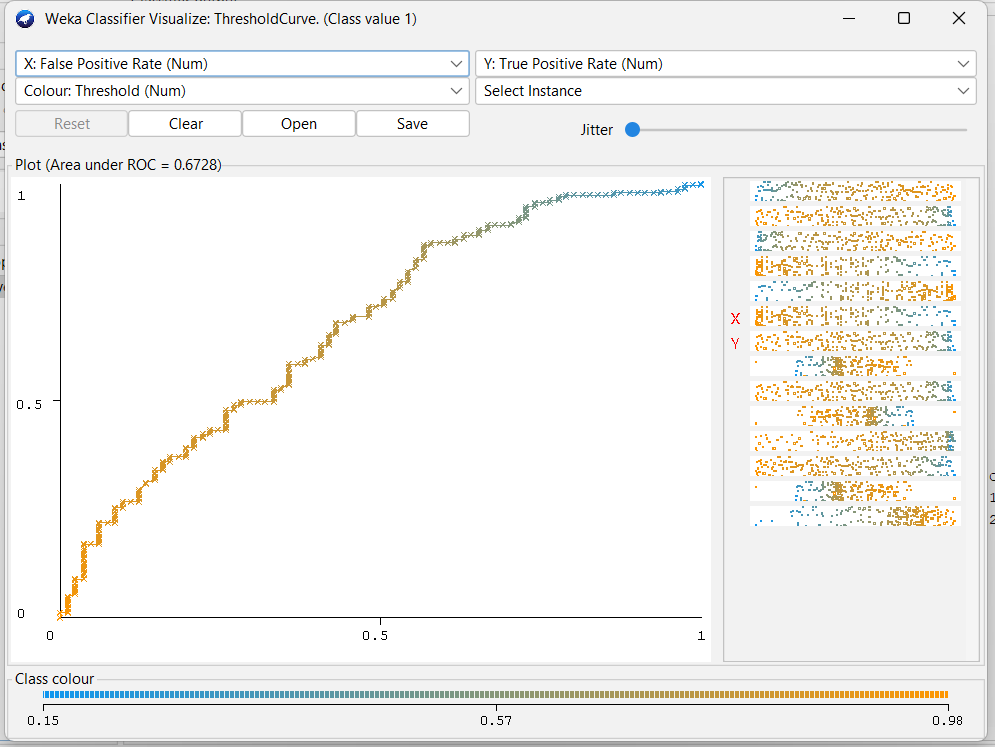 Weka Classifier Visualize: ThresholdCurve. (Class value 1)
X: False Positive Rate (Num)
Y: True Positive Rate (Num)
Colour: Threshold (Num)
Select Instance
Reset
Clear
Open
Save
Jitter
Plot (Area under ROC = 0.6728)
1
0.5
0
0
0.5
1
X
Y
Class colour
0.15
0.57
0.98